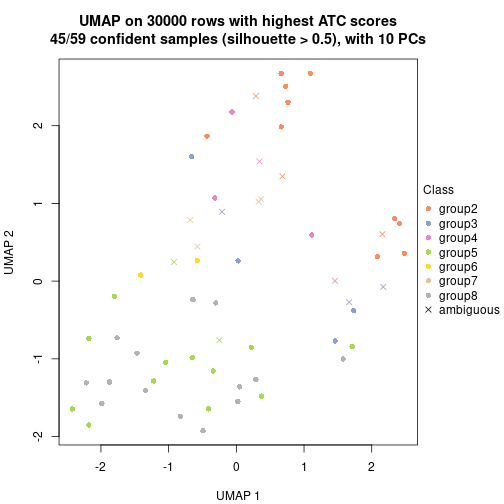 UMAP on 30000 rows with highest ATC scores
45/59 confident samples (silhouette > 0.5), with 10 PCs
UMAP 2
2
1
0
-1
-2
-2
-1
0
1
2
UMAP 1
Class
group2
group3
group4
group5
group6
group7
group8
ambiguous